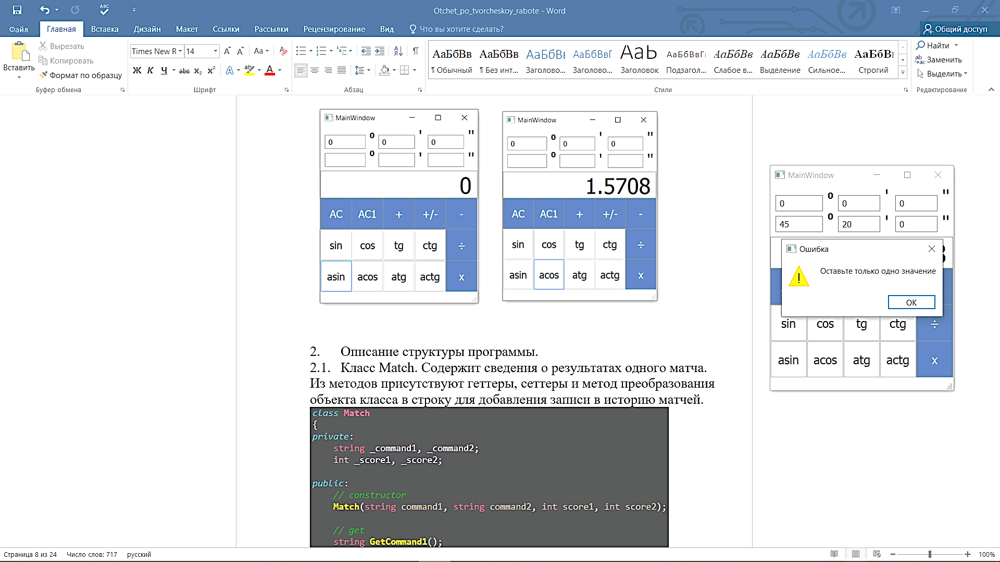 ABC
Otchet_po_tvorcheskoy_rabote - Word
Файл Главная Вставка Дизайн Макет Ссылки Рассылки Рецензирование Вид Что вы хотите сделать? Общий доступ
Вставить
Вырезать
Копировать
Формат по образцу
Буфер обмена
Times New R 14 Aa
Ж К Ч abc x₂ x² A ab A
Шрифт
Абзац
АаБбВв АаБбВв АаБбВı АаБбВвГ АаЬ АаБбВвГı АаБбВв АаБбВв АаБбВв АаБбВı
¶ Обычный ¶ Без инт... Заголово... Заголово... Заголовок Подзагол... Слабое в... Выделение Сильное... Строгий
Стили
Найти
Заменить
Выделить
Редактирование
MainWindow
0 o 0 ' 0 "
o ' "
0
AC AC1 + +/- -
sin cos tg ctg ÷
asin acos atg actg x
MainWindow
0 o 0 ' 0 "
o ' "
1.5708
AC AC1 + +/- -
sin cos tg ctg ÷
asin acos atg actg x
MainWindow
0 o 0 ' 0 "
45 o 20 ' 0 "
Ошибка
Оставьте только одно значение
OK
sin cos tg ctg ÷
asin acos atg actg x
2. Описание структуры программы.
2.1. Класс Match. Содержит сведения о результатах одного матча.
Из методов присутствуют геттеры, сеттеры и метод преобразования
объекта класса в строку для добавления записи в историю матчей.
class Match
{
private:
string _command1, _command2;
int _score1, _score2;
public:
// constructor
Match(string command1, string command2, int score1, int score2);
// get
string GetCommand1();
Страница 8 из 24 Число слов: 717 русский 100%